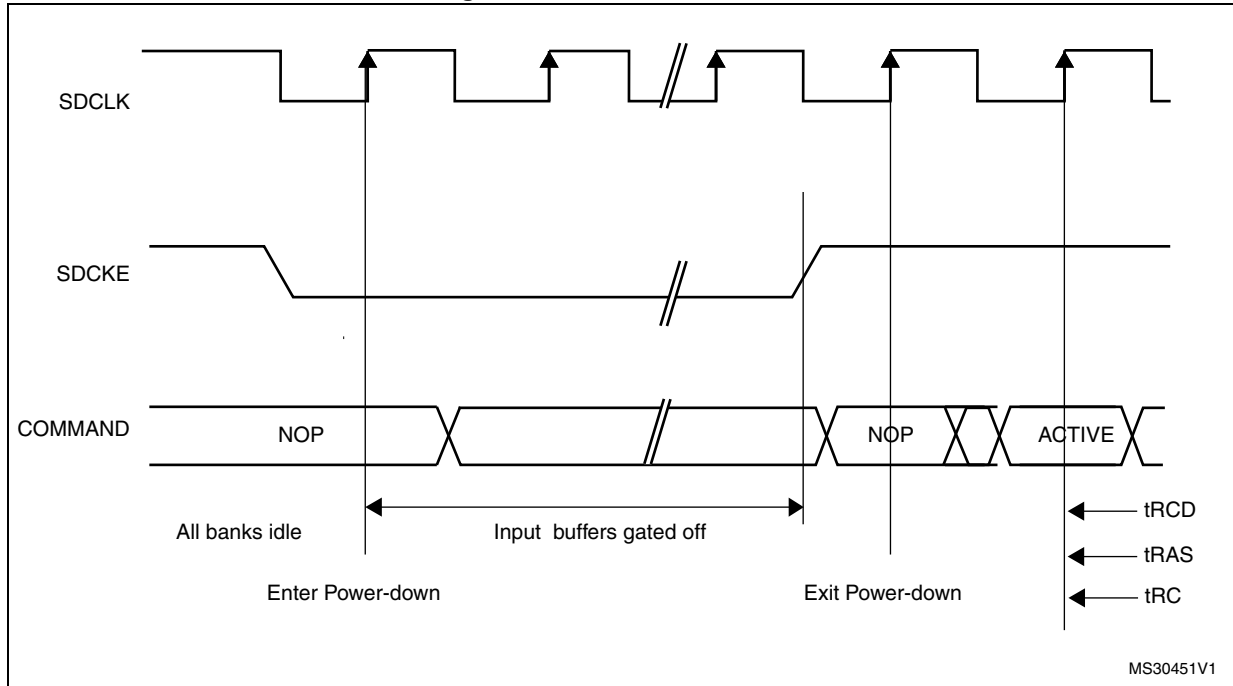 SDCLK
SDCKE
COMMAND
NOP
NOP
ACTIVE
All banks idle
Input buffers gated off
tRCD
tRAS
tRC
Enter Power-down
Exit Power-down
MS30451V1